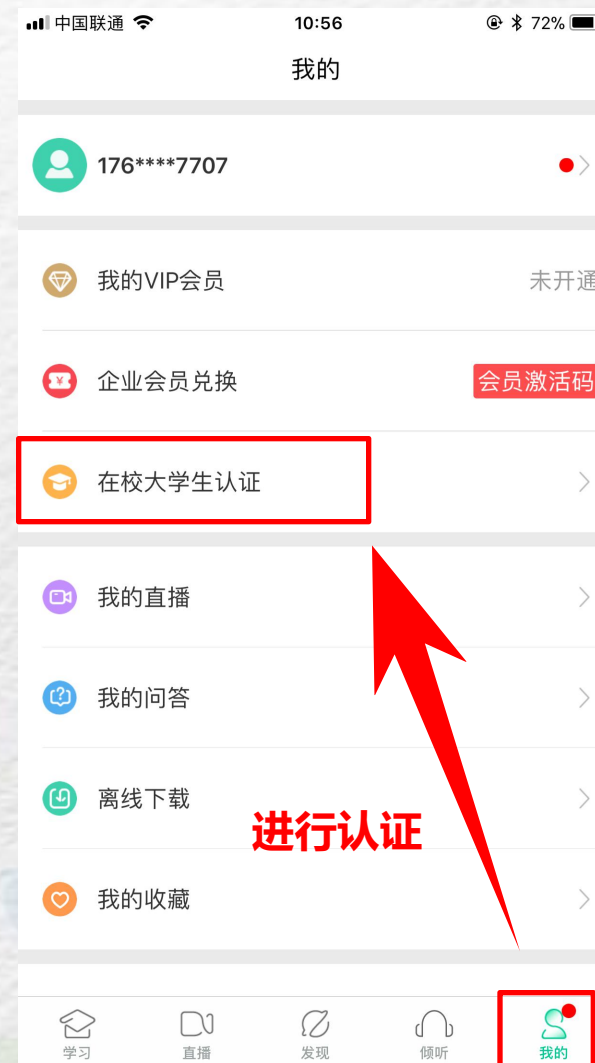 中国联通 10:56 72%
我的
176****7707
我的VIP会员 未开通
企业会员兑换 会员激活码
在校大学生认证
我的直播
我的问答
离线下载
进行认证
我的收藏
学习 直播 发现 倾听 我的